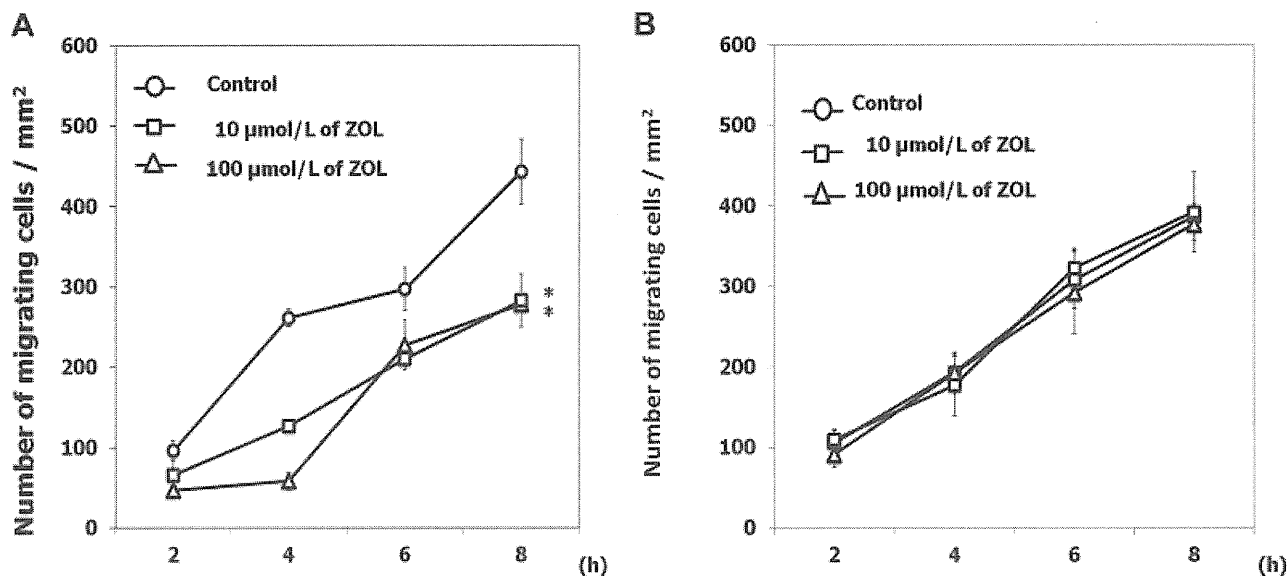 A
Number of migrating cells / mm²
600
500
400
300
200
100
0
Control
10 µmol/L of ZOL
100 µmol/L of ZOL
*
*
2 4 6 8 (h)
B
Number of migrating cells / mm²
600
500
400
300
200
100
0
Control
10 µmol/L of ZOL
100 µmol/L of ZOL
2 4 6 8 (h)